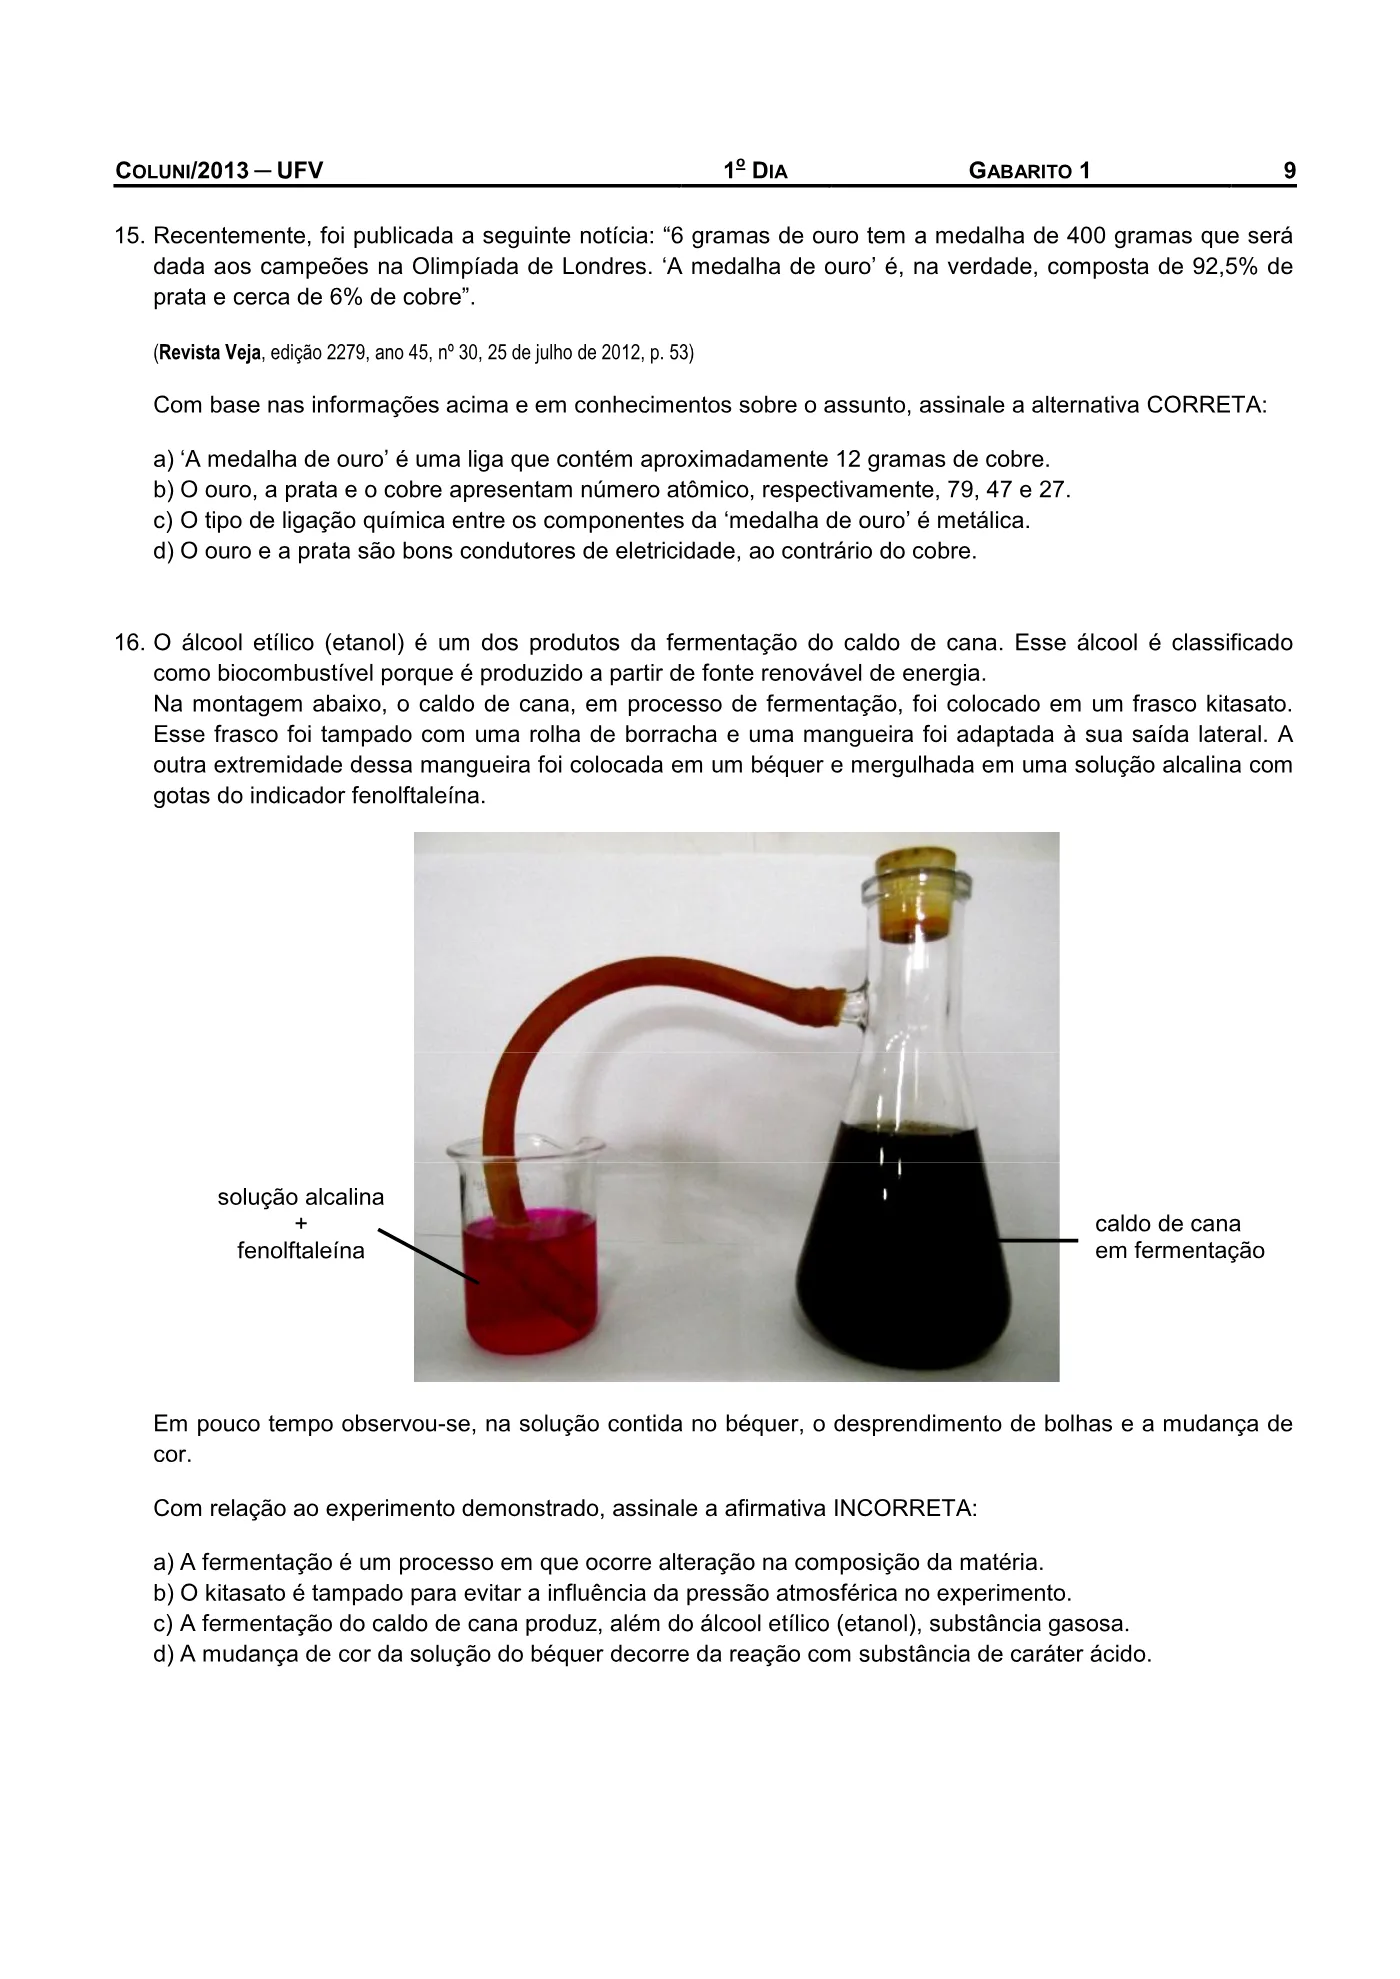 COLUNI/2013 — UFV 1º DIA GABARITO 1 9
15. Recentemente, foi publicada a seguinte notícia: “6 gramas de ouro tem a medalha de 400 gramas que será
dada aos campeões na Olimpíada de Londres. ‘A medalha de ouro’ é, na verdade, composta de 92,5% de
prata e cerca de 6% de cobre”.
(Revista Veja, edição 2279, ano 45, nº 30, 25 de julho de 2012, p. 53)
Com base nas informações acima e em conhecimentos sobre o assunto, assinale a alternativa CORRETA:
a) ‘A medalha de ouro’ é uma liga que contém aproximadamente 12 gramas de cobre.
b) O ouro, a prata e o cobre apresentam número atômico, respectivamente, 79, 47 e 27.
c) O tipo de ligação química entre os componentes da ‘medalha de ouro’ é metálica.
d) O ouro e a prata são bons condutores de eletricidade, ao contrário do cobre.
16. O álcool etílico (etanol) é um dos produtos da fermentação do caldo de cana. Esse álcool é classificado
como biocombustível porque é produzido a partir de fonte renovável de energia.
Na montagem abaixo, o caldo de cana, em processo de fermentação, foi colocado em um frasco kitasato.
Esse frasco foi tampado com uma rolha de borracha e uma mangueira foi adaptada à sua saída lateral. A
outra extremidade dessa mangueira foi colocada em um béquer e mergulhada em uma solução alcalina com
gotas do indicador fenolftaleína.
solução alcalina
+
fenolftaleína
caldo de cana
em fermentação
Em pouco tempo observou-se, na solução contida no béquer, o desprendimento de bolhas e a mudança de
cor.
Com relação ao experimento demonstrado, assinale a afirmativa INCORRETA:
a) A fermentação é um processo em que ocorre alteração na composição da matéria.
b) O kitasato é tampado para evitar a influência da pressão atmosférica no experimento.
c) A fermentação do caldo de cana produz, além do álcool etílico (etanol), substância gasosa.
d) A mudança de cor da solução do béquer decorre da reação com substância de caráter ácido.